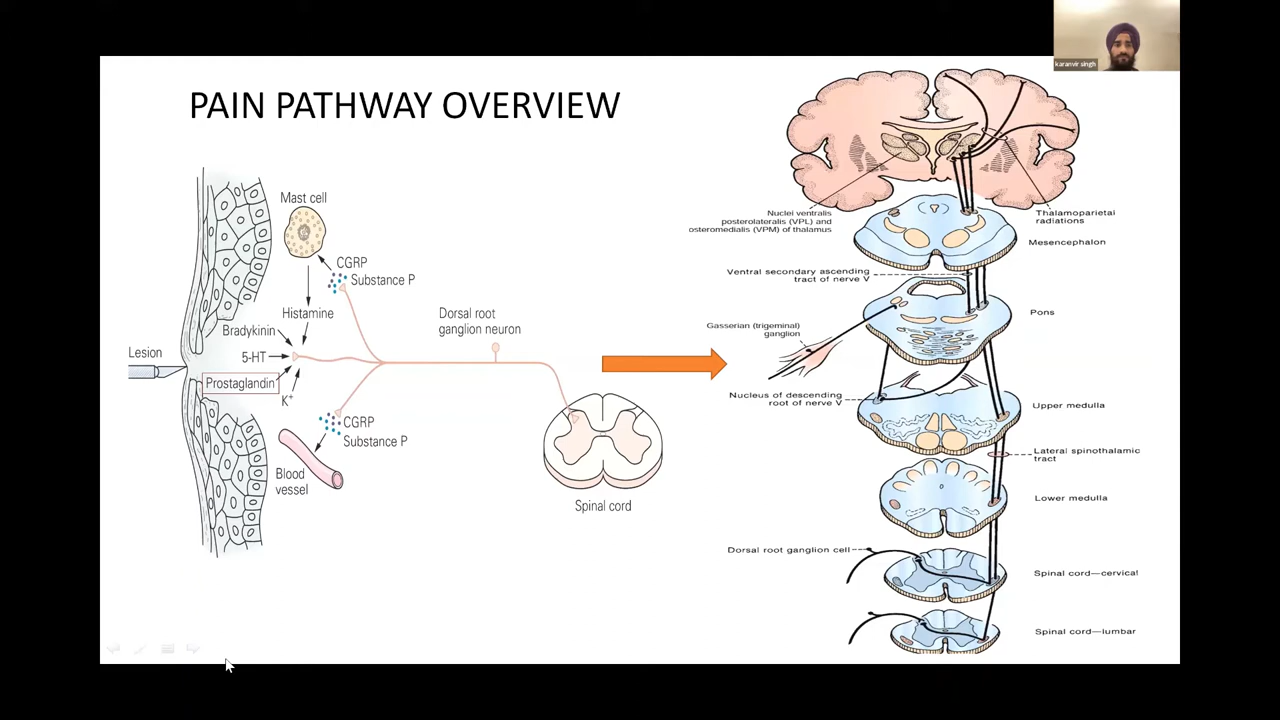 karanvir singh
PAIN PATHWAY OVERVIEW
Mast cell
CGRP
Substance P
Histamine
Bradykinin
5-HT
Prostaglandin
K+
Lesion
Dorsal root
ganglion neuron
CGRP
Substance P
Blood
vessel
Spinal cord
Nuclei ventralis
posterolateralis (VPL) and
osteromedialis (VPM) of thalamus
Thalamoparietal
radiations
Mesencephalon
Ventral secondary ascending
tract of nerve V
Pons
Gasserian (trigeminal)
ganglion
Nucleus of descending
root of nerve V
Upper medulla
Lateral spinothalamic
tract
Lower medulla
Dorsal root ganglion cell
Spinal cord—cervical
Spinal cord—lumbar